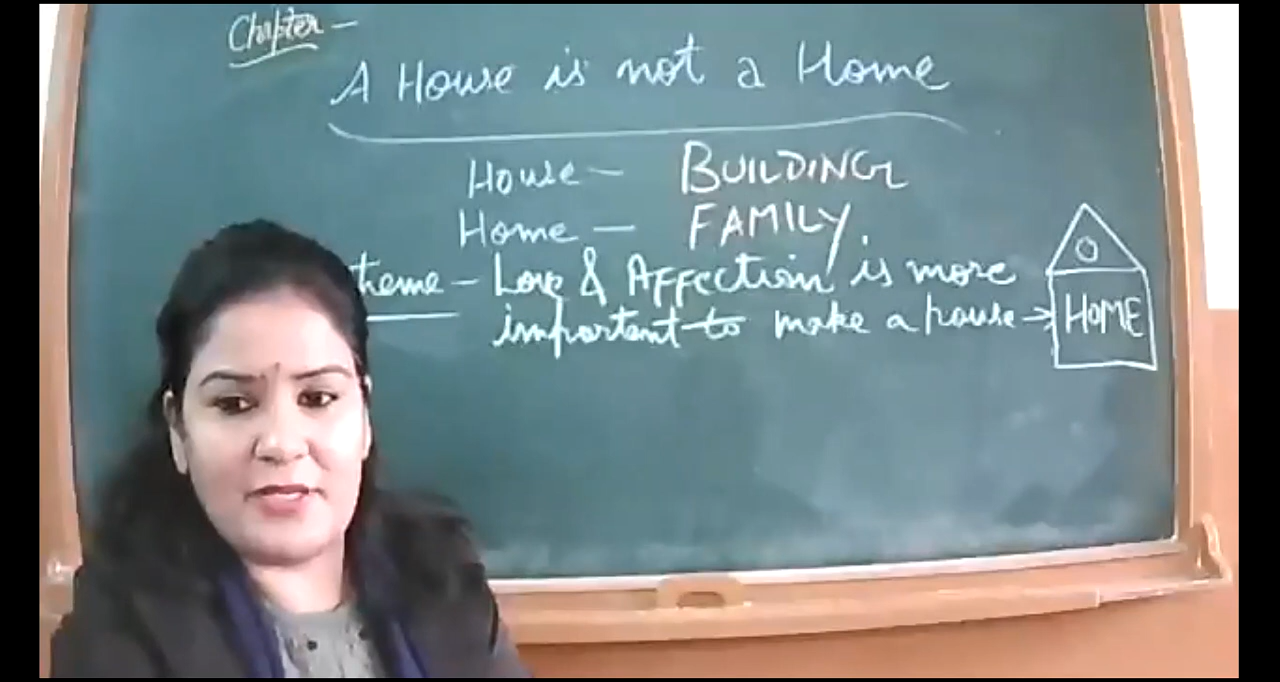 Chapter -
A House is not a Home
House - BUILDING
Home - FAMILY
theme - Love & Affection is more
important to make a house → HOME